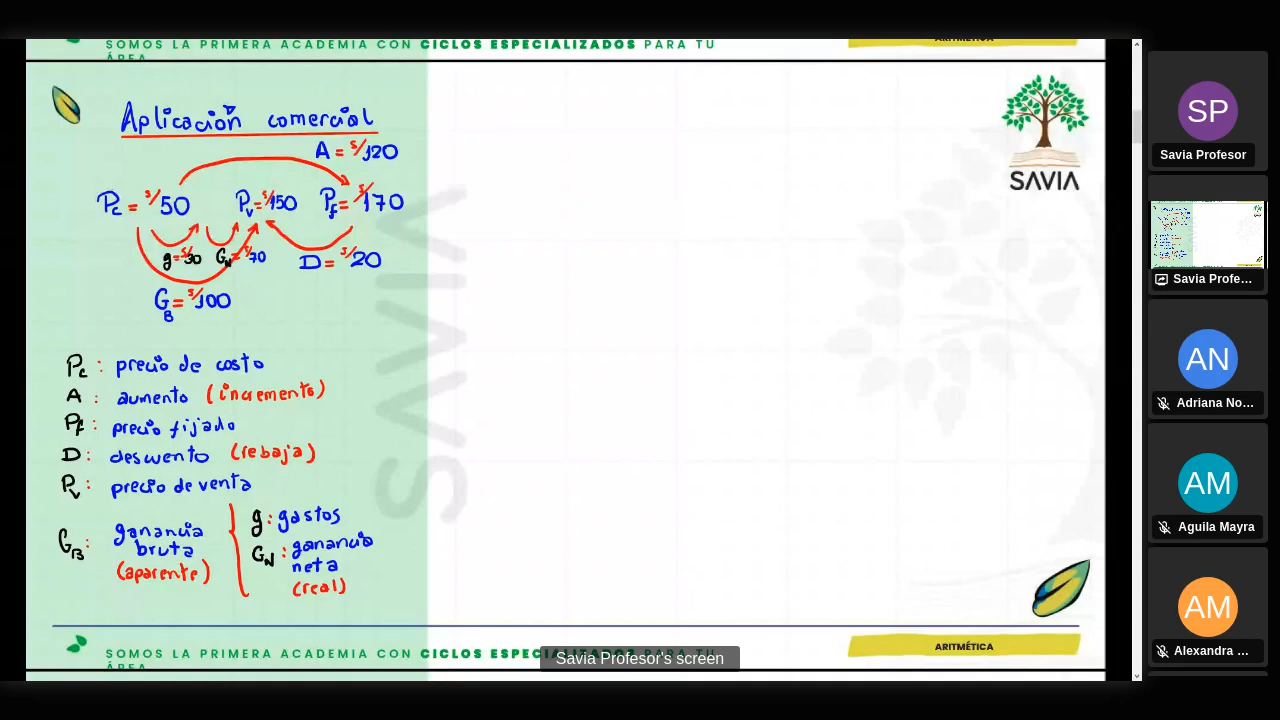 SOMOS LA PRIMERA ACADEMIA CON CICLOS ESPECIALIZADOS PARA TU
ÁREA
ARITMÉTICA
Aplicación comercial
A = S/120
Pc = S/50 Pv = S/150 Pf = S/170
g = S/30 GN = S/70 D = S/20
GB = S/100
SAVIA
Pc : precio de costo
A : aumento (incremento)
Pf : precio fijado
D : descuento (rebaja)
Pv : precio de venta
GB : ganancia bruta (aparente)
g : gastos
GN : ganancia neta (real)
SAVIA
SOMOS LA PRIMERA ACADEMIA CON CICLOS ESPECIALIZADOS PARA TU
ÁREA
ARITMÉTICA
Savia Profesor's screen
SP
Savia Profesor
Savia Profe...
AN
Adriana No...
AM
Aguila Mayra
AM
Alexandra ...